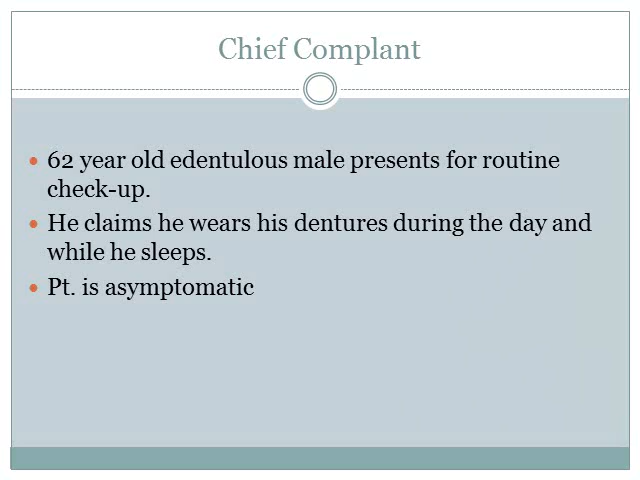 Chief Complant
62 year old edentulous male presents for routine
check-up.
He claims he wears his dentures during the day and
while he sleeps.
Pt. is asymptomatic